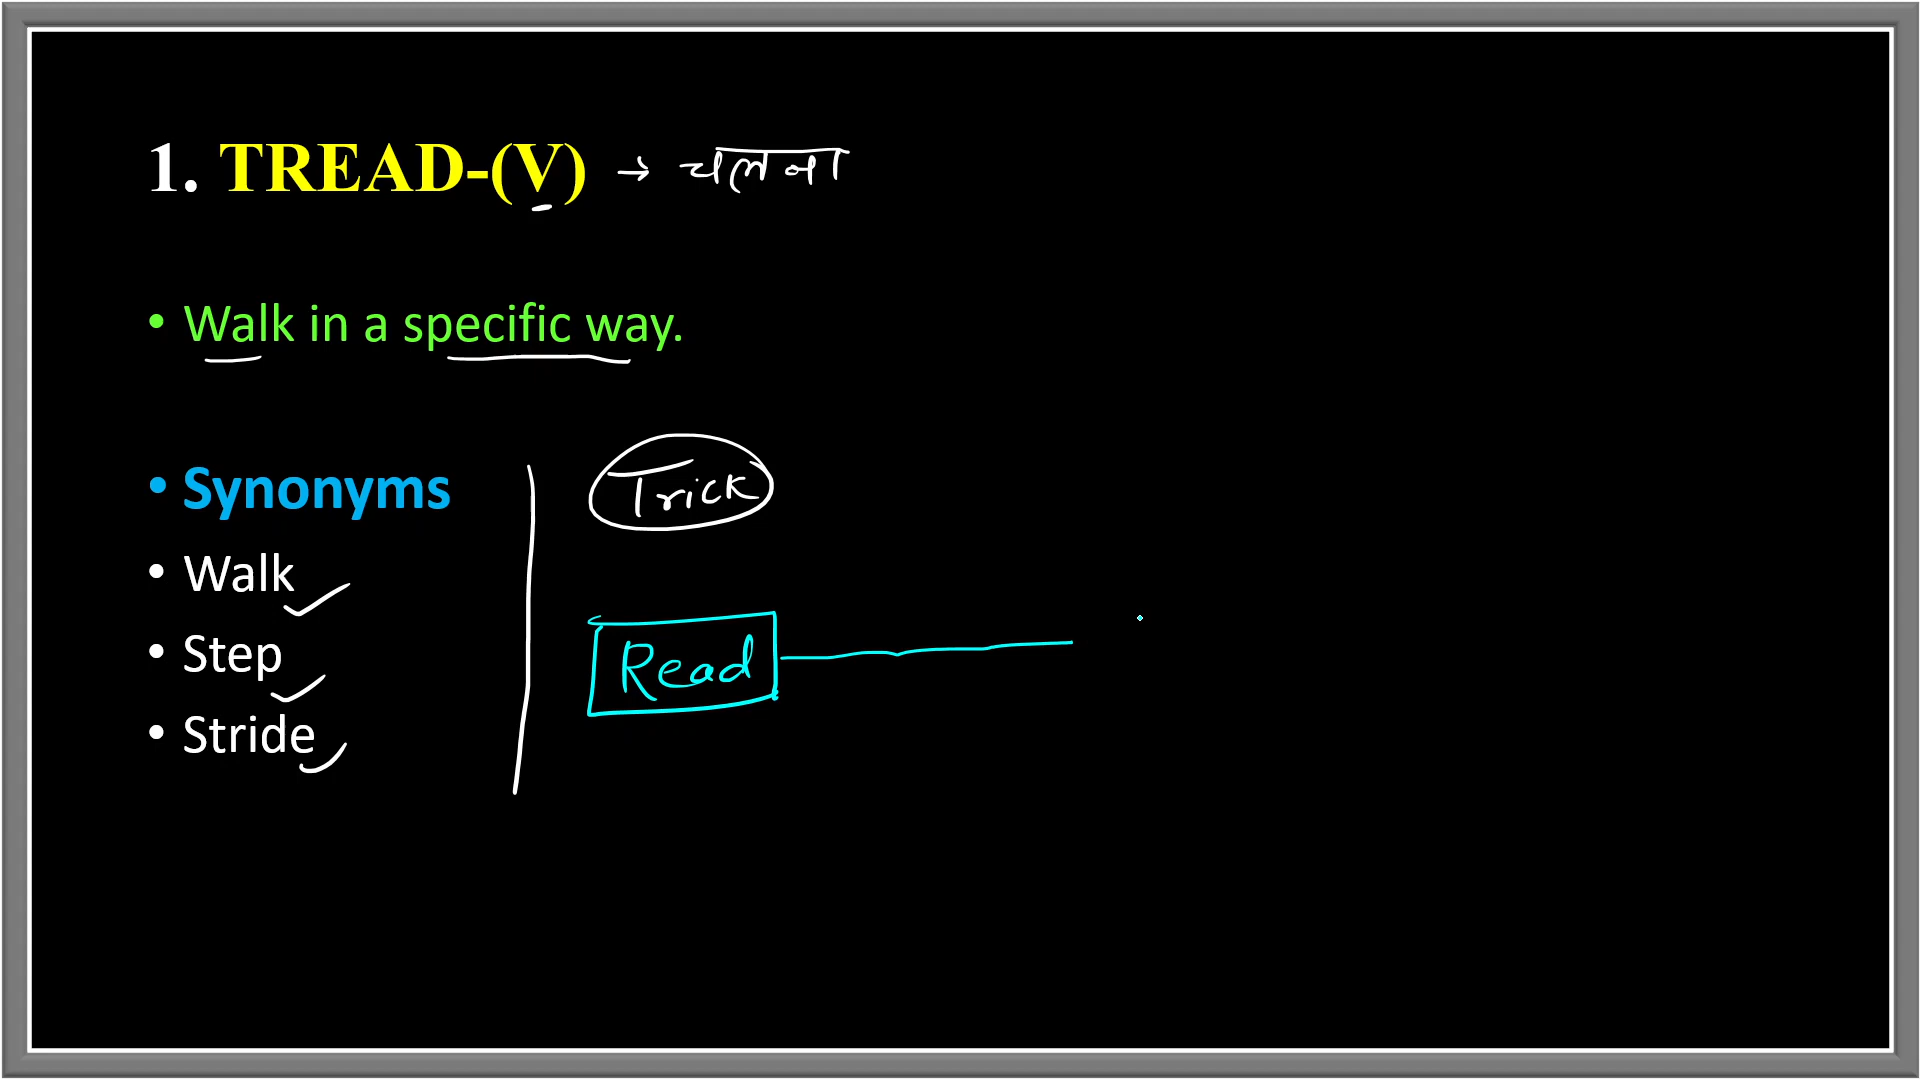 1. TREAD-(V) → चलना
• Walk in a specific way.
• Synonyms
• Walk
• Step
• Stride
Trick
Read